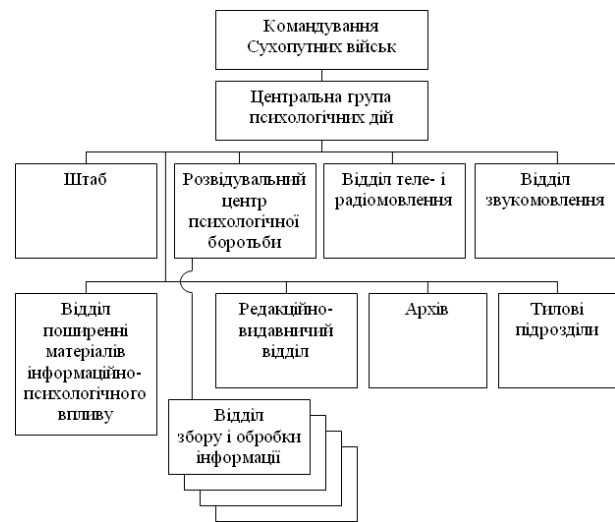 Командування
Сухопутних військ
Центральна група
психологічних дій
Штаб
Розвідувальний
центр
психологічної
боротьби
Відділ теле- і
радіомовлення
Відділ
звукомовлення
Відділ
поширенні
матеріалів
інформаційно-
психологічного
впливу
Редакційно-
видавничий
відділ
Архів
Тилові
підрозділи
Відділ
збору і обробки
інформації